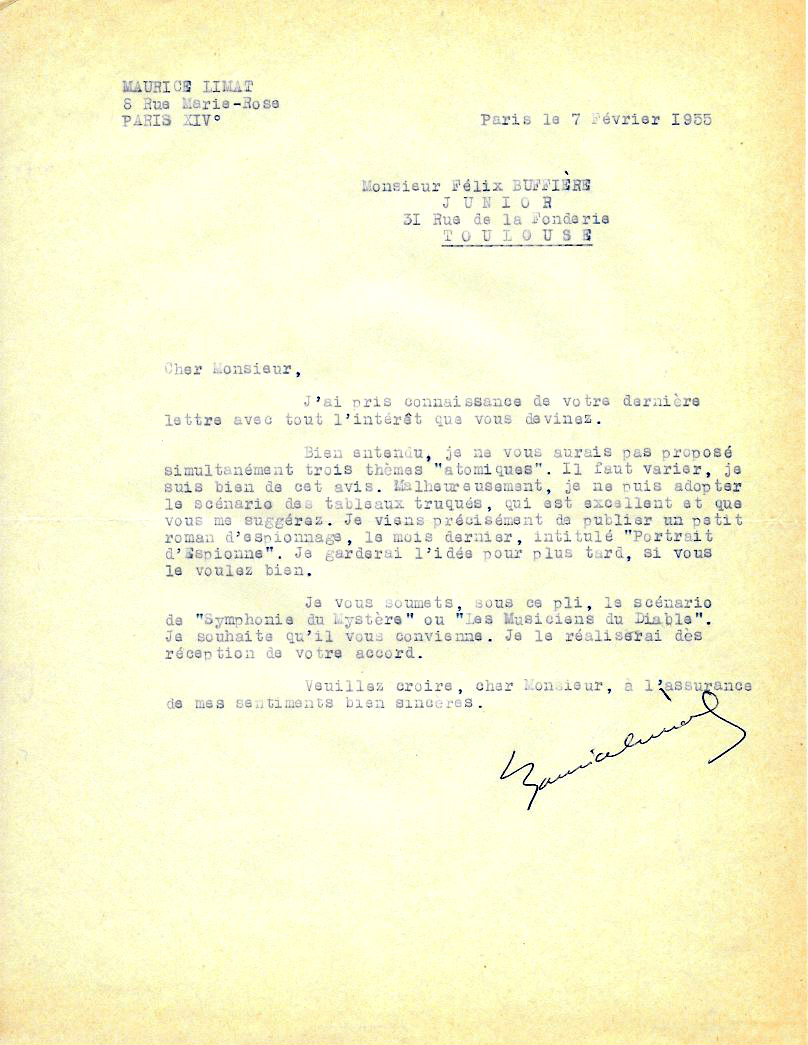 MAURICE LIMAT
8 Rue Marie-Rose
PARIS XIV°
Paris le 7 Février I955
Monsieur Félix BUFFIÈRE
J U N I O R
3I Rue de la Fonderie
T O U L O U S E
Cher Monsieur,
J'ai pris connaissance de votre dernière
lettre avec tout l'intérêt que vous devinez.
Bien entendu, je ne vous aurais pas proposé
simultanément trois thèmes "atomiques". Il faut varier, je
suis bien de cet avis. Malheureusement, je ne puis adopter
le scénario des tableaux truqués, qui est excellent et que
vous me suggérez. Je viens précisément de publier un petit
roman d'espionnage, le mois dernier, intitulé "Portrait
d'Espionne". Je garderai l'idée pour plus tard, si vous
le voulez bien.
Je vous soumets, sous ce pli, le scénario
de "Symphonie du Mystère" ou "Les Musiciens du Diable".
Je souhaite qu'il vous convienne. Je le réaliserai dès
réception de votre accord.
Veuillez croire, cher Monsieur, à l'assurance
de mes sentiments bien sincères.
Maurice Limat